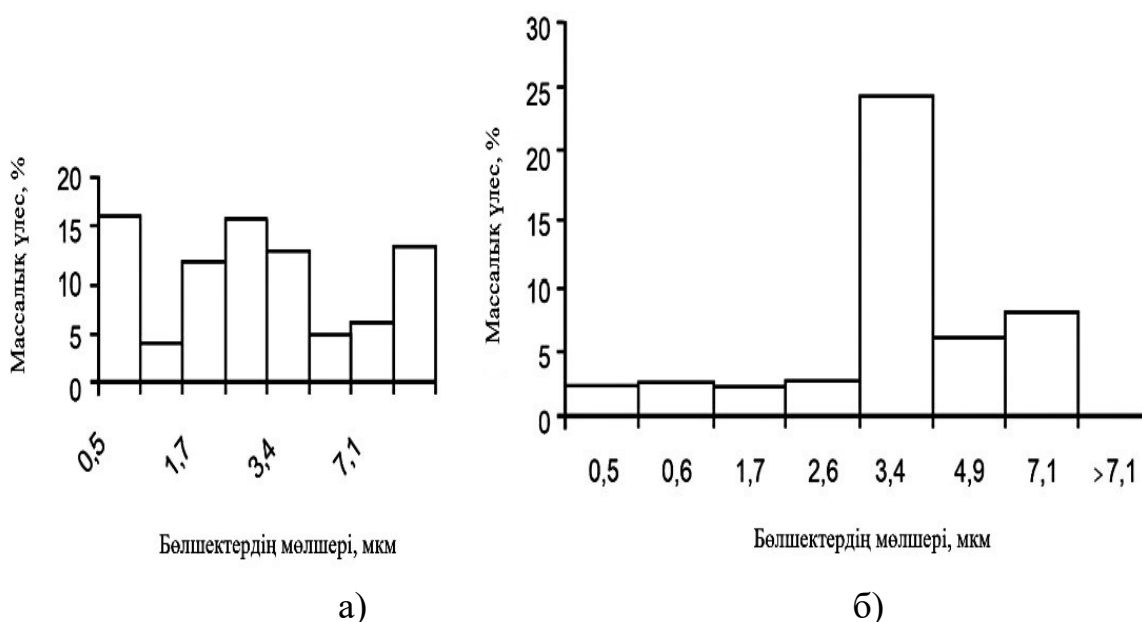 Массалық үлес, %
20
15
10
5
0
0,5
1,7
3,4
7,1
Бөлшектердің мөлшері, мкм
а)
Массалық үлес, %
30
25
20
15
10
5
0
0,5 0,6 1,7 2,6 3,4 4,9 7,1 >7,1
Бөлшектердің мөлшері, мкм
б)